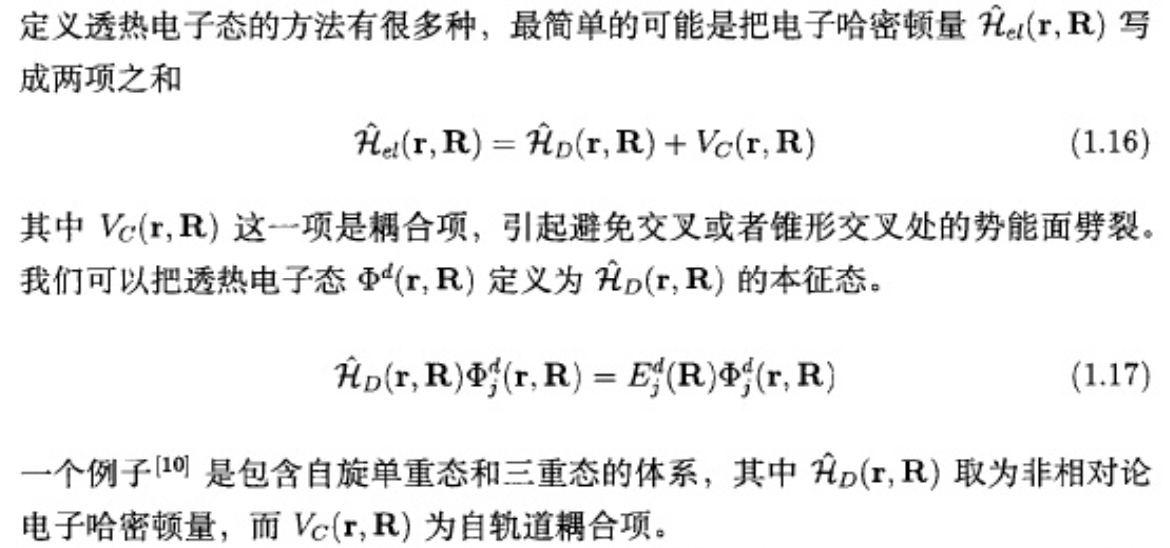 定义透热电子态的方法有很多种，最简单的可能是把电子哈密顿量 $\hat{\mathcal{H}}_{el}(\mathbf{r}, \mathbf{R})$ 写
成两项之和
$\hat{\mathcal{H}}_{el}(\mathbf{r}, \mathbf{R}) = \hat{\mathcal{H}}_{D}(\mathbf{r}, \mathbf{R}) + V_{C}(\mathbf{r}, \mathbf{R})$ (1.16)
其中 $V_{C}(\mathbf{r}, \mathbf{R})$ 这一项是耦合项，引起避免交叉或者锥形交叉处的势能面劈裂。
我们可以把透热电子态 $\Phi^{d}(\mathbf{r}, \mathbf{R})$ 定义为 $\hat{\mathcal{H}}_{D}(\mathbf{r}, \mathbf{R})$ 的本征态。
$\hat{\mathcal{H}}_{D}(\mathbf{r}, \mathbf{R})\Phi_{j}^{d}(\mathbf{r}, \mathbf{R}) = E_{j}^{d}(\mathbf{R})\Phi_{j}^{d}(\mathbf{r}, \mathbf{R})$ (1.17)
一个例子$^{[10]}$ 是包含自旋单重态和三重态的体系，其中 $\hat{\mathcal{H}}_{D}(\mathbf{r}, \mathbf{R})$ 取为非相对论
电子哈密顿量，而 $V_{C}(\mathbf{r}, \mathbf{R})$ 为自轨道耦合项。